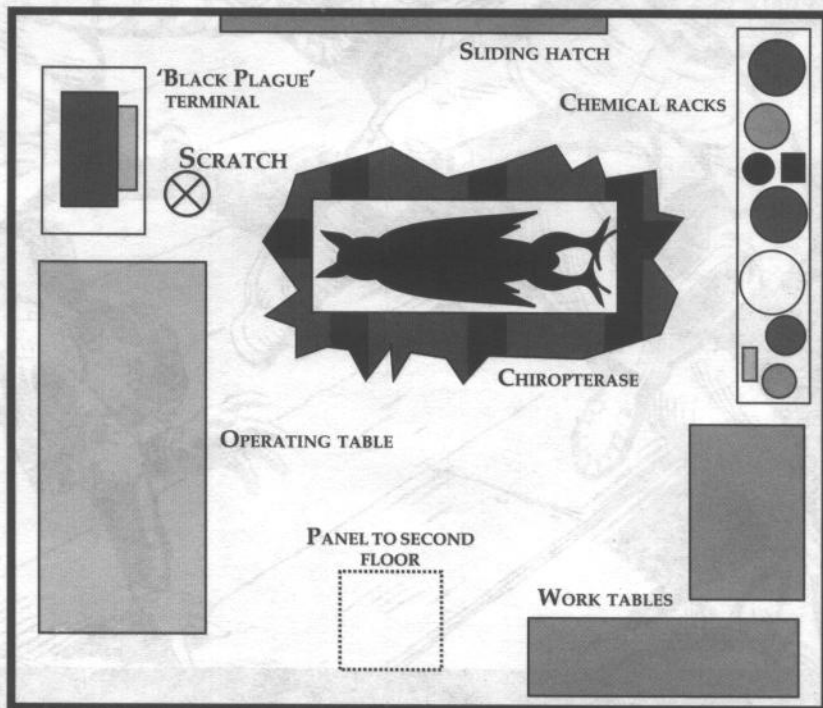 SLIDING HATCH
'BLACK PLAGUE'
TERMINAL
CHEMICAL RACKS
SCRATCH
CHIROPTERASE
OPERATING TABLE
PANEL TO SECOND
FLOOR
WORK TABLES